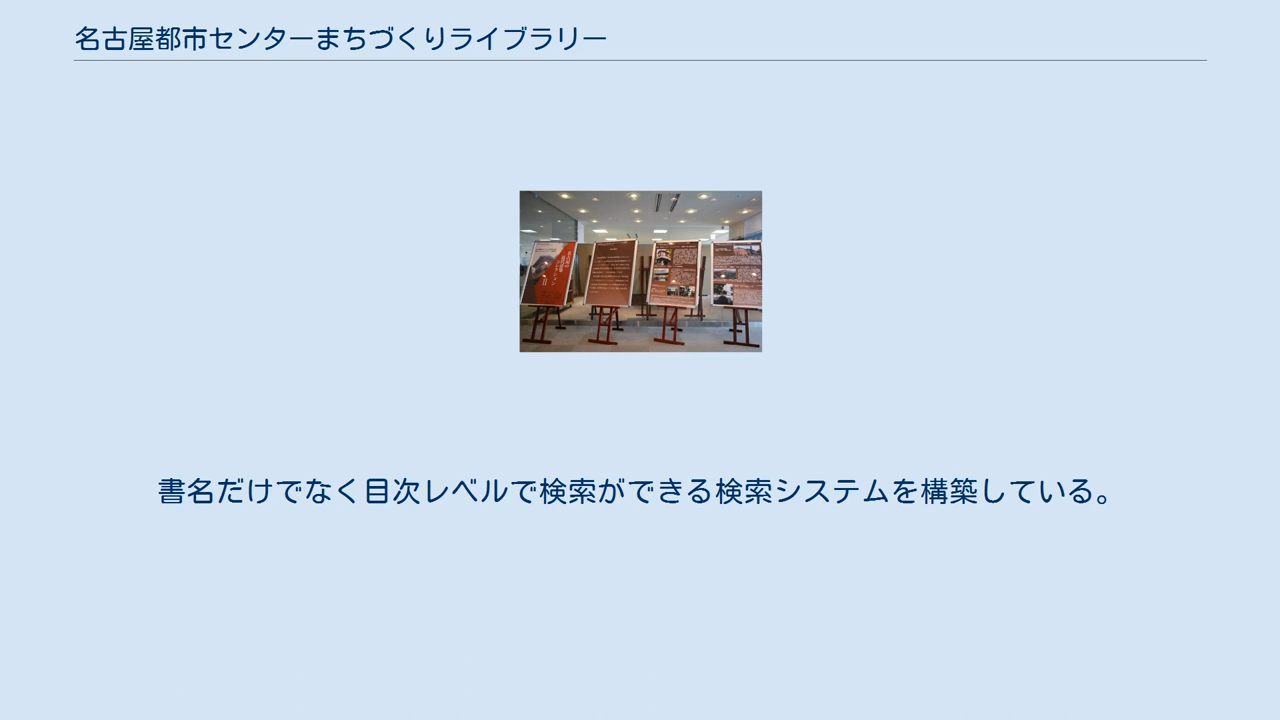 名古屋都市センターまちづくりライブラリー
書名だけでなく目次レベルで検索ができる検索システムを構築している。